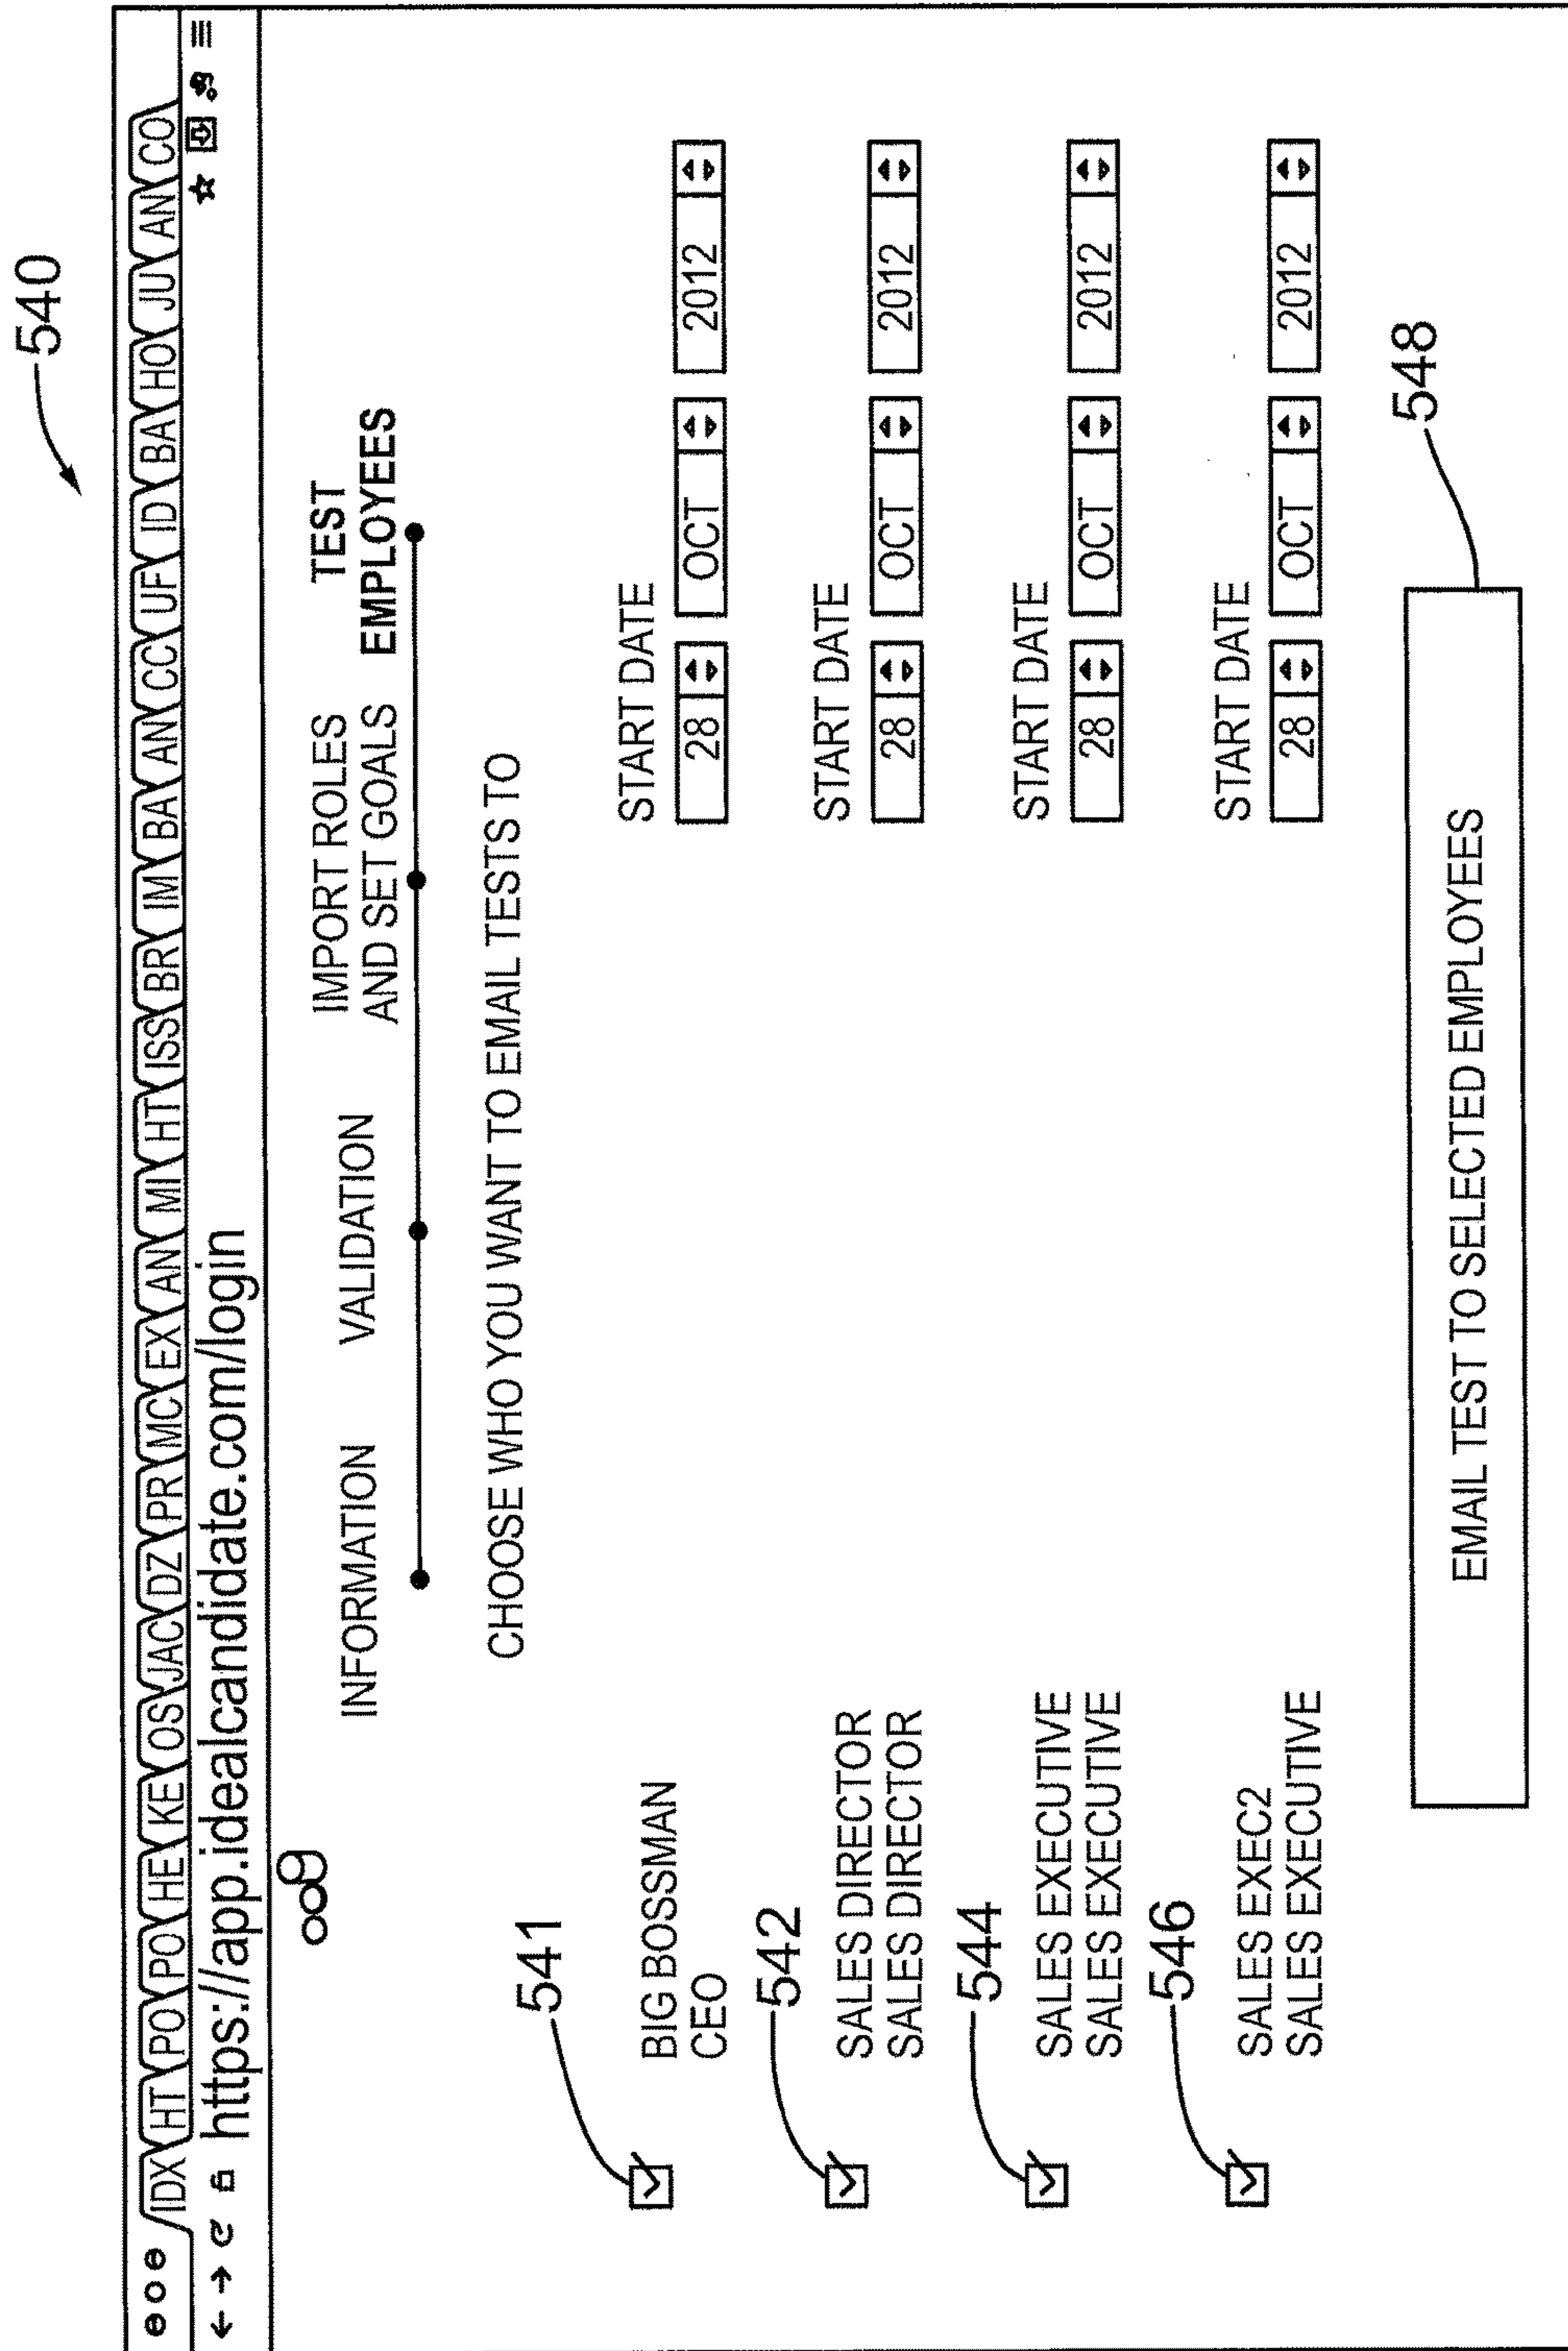 540
IDX HT PO PO HE KE OS JAC DZ PR MC EX AN MI HT ISS BR IM BA AN CC UF ID BA HO JU AN CO
https://app.idealcandidate.com/login
INFORMATION
VALIDATION
IMPORT ROLES
AND SET GOALS
TEST
EMPLOYEES
CHOOSE WHO YOU WANT TO EMAIL TESTS TO
541
BIG BOSSMAN
CEO
START DATE
28 OCT 2012
542
SALES DIRECTOR
SALES DIRECTOR
START DATE
28 OCT 2012
544
SALES EXECUTIVE
SALES EXECUTIVE
START DATE
28 OCT 2012
546
SALES EXEC2
SALES EXECUTIVE
START DATE
28 OCT 2012
EMAIL TEST TO SELECTED EMPLOYEES
548